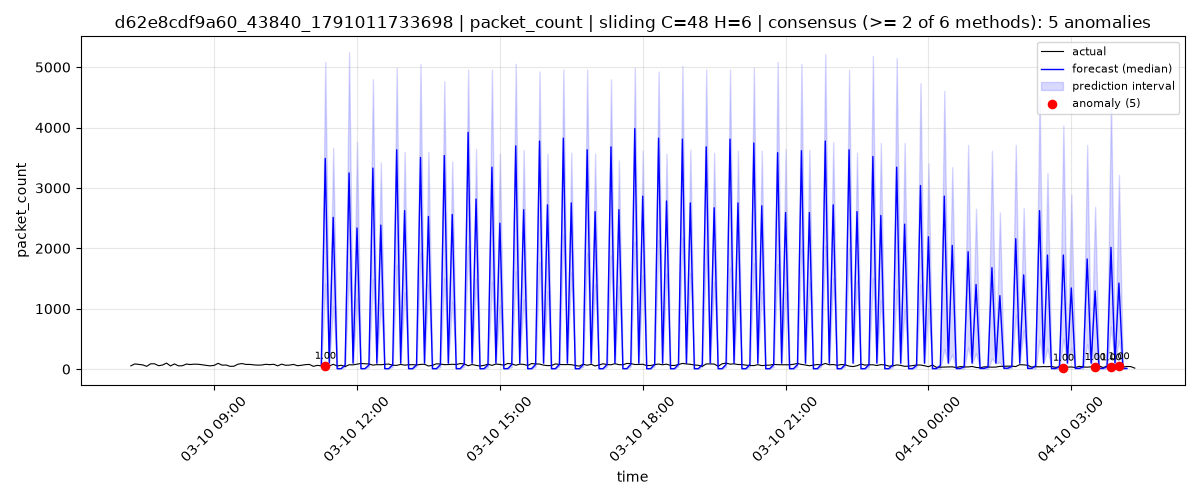 d62e8cdf9a60_43840_1791011733698 | packet_count | sliding C=48 H=6 | consensus (>= 2 of 6 methods): 5 anomalies
packet_count
5000
4000
3000
2000
1000
0
actual
forecast (median)
prediction interval
anomaly (5)
1.00
1.00
1.00
1.00
03-10 09:00
03-10 12:00
03-10 15:00
03-10 18:00
03-10 21:00
04-10 00:00
04-10 03:00
time